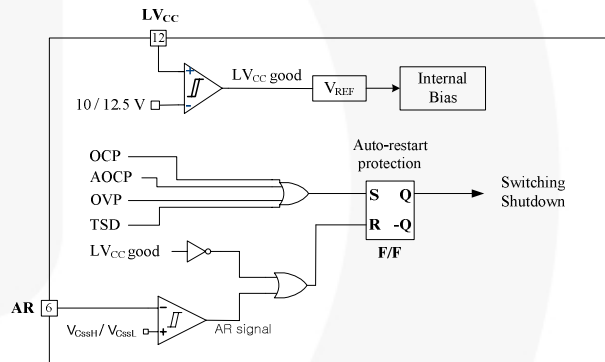 LVCC
12
+
-
10 / 12.5 V
LVCC good
VREF
Internal
Bias
Auto-restart
protection
OCP
AOCP
OVP
TSD
S Q
R -Q
F/F
Switching
Shutdown
LVCC good
AR 6
-
+
VCssH / VCssL
AR signal